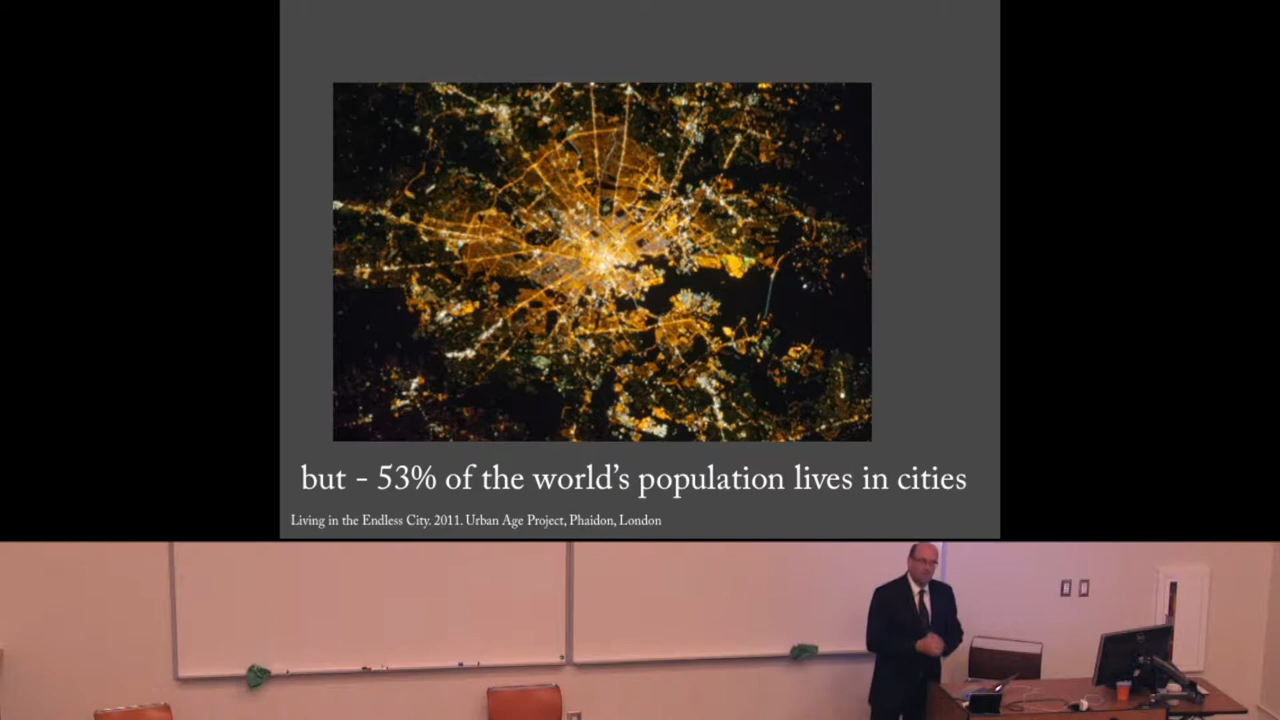 but - 53% of the world's population lives in cities
Living in the Endless City. 2011. Urban Age Project, Phaidon, London